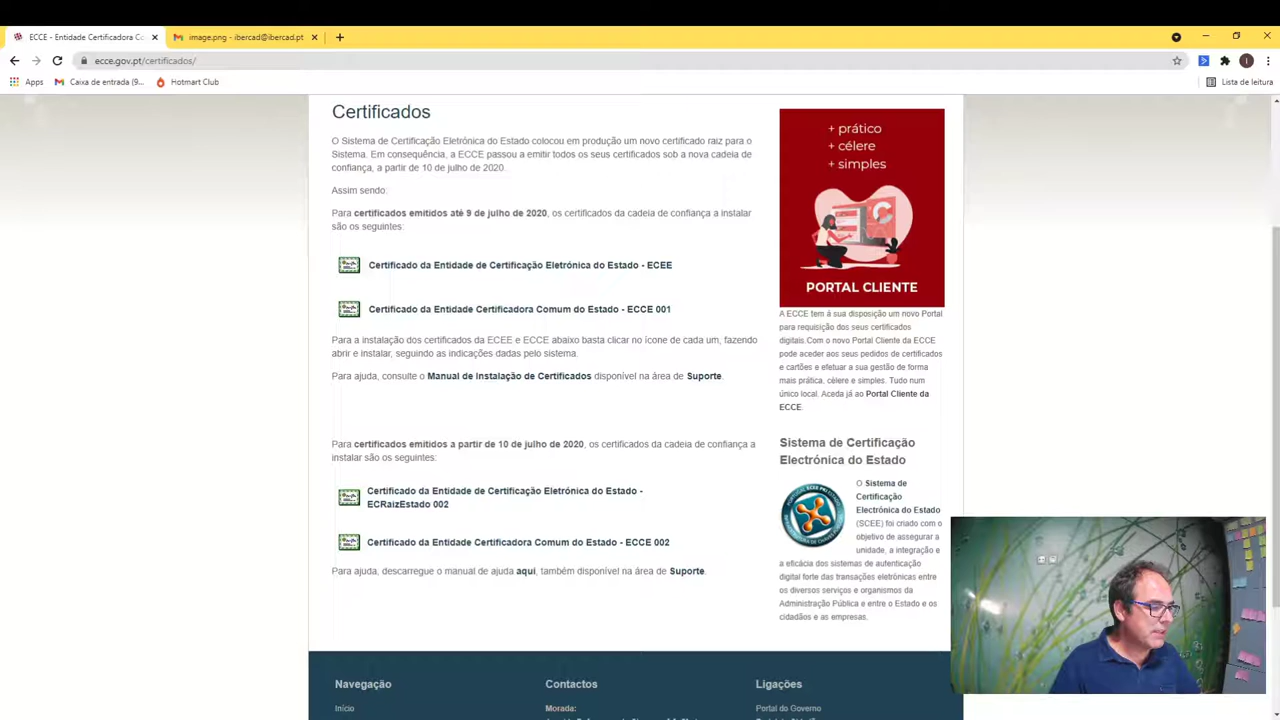 ECCE - Entidade Certificadora Cc
image.png - ibercad@ibercad.pt
ecce.gov.pt/certificados/
Apps
Caixa de entrada (9...
Hotmart Club
Lista de leitura
Certificados
O Sistema de Certificação Eletrónica do Estado colocou em produção um novo certificado raiz para o
Sistema. Em consequência, a ECCE passou a emitir todos os seus certificados sob a nova cadeia de
confiança, a partir de 10 de julho de 2020.
Assim sendo:
Para certificados emitidos até 9 de julho de 2020, os certificados da cadeia de confiança a instalar
são os seguintes:
Certificado da Entidade de Certificação Eletrónica do Estado - ECEE
Certificado da Entidade Certificadora Comum do Estado - ECCE 001
Para a instalação dos certificados da ECEE e ECCE abaixo basta clicar no ícone de cada um, fazendo
abrir e instalar, seguindo as indicações dadas pelo sistema.
Para ajuda, consulte o Manual de Instalação de Certificados disponível na área de Suporte.
Para certificados emitidos a partir de 10 de julho de 2020, os certificados da cadeia de confiança a
instalar são os seguintes:
Certificado da Entidade de Certificação Eletrónica do Estado -
ECRaizEstado 002
Certificado da Entidade Certificadora Comum do Estado - ECCE 002
Para ajuda, descarregue o manual de ajuda aqui, também disponível na área de Suporte.
+ prático
+ célere
+ simples
PORTAL CLIENTE
A ECCE tem á sua disposição um novo Portal
para requisição dos seus certificados
digitais.Com o novo Portal Cliente da ECCE
pode aceder aos seus pedidos de certificados
e cartões e efetuar a sua gestão de forma
mais prática, célere e simples. Tudo num
único local. Aceda já ao Portal Cliente da
ECCE
Sistema de Certificação
Electrónica do Estado
O Sistema de
Certificação
Electrónica do Estado
(SCEE) foi criado com o
objetivo de assegurar a
unidade, a integração e
a eficácia dos sistemas de autenticação
digital forte das transações eletrónicas entre
os diversos serviços e organismos da
Administração Pública e entre o Estado e os
cidadãos e as empresas.
Navegação
Contactos
Ligações
Início
Morada:
Portal do Governo